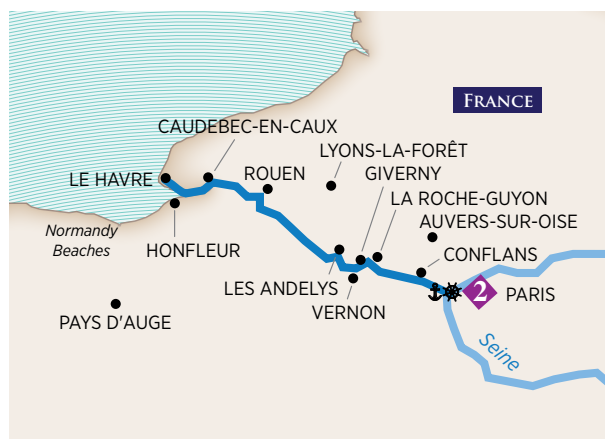 FRANCE
CAUDEBEC-EN-CAUX
LYONS-LA-FORÊT
LE HAVRE
ROUEN
GIVERNY
LA ROCHE-GUYON
AUVERS-SUR-OISE
Normandy
Beaches
HONFLEUR
CONFLANS
LES ANDELYS
VERNON
2
PARIS
PAYS D'AUGE
Seine